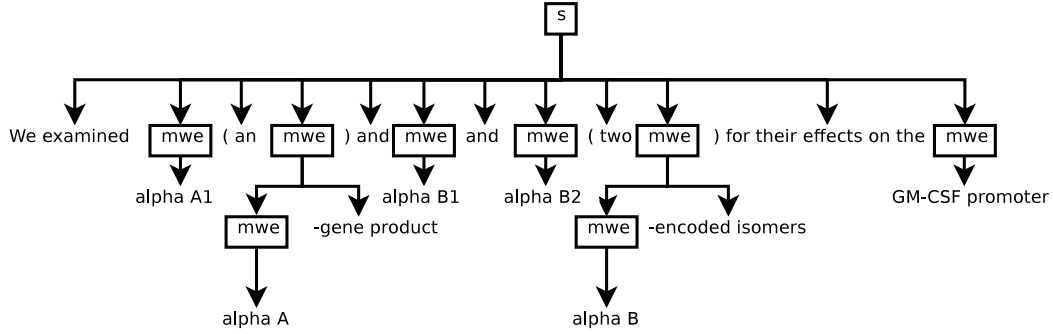 s
We examined mwe ( an mwe ) and mwe and mwe ( two mwe ) for their effects on the mwe
alpha A1 alpha B1 alpha B2 GM-CSF promoter
mwe -gene product mwe -encoded isomers
alpha A alpha B